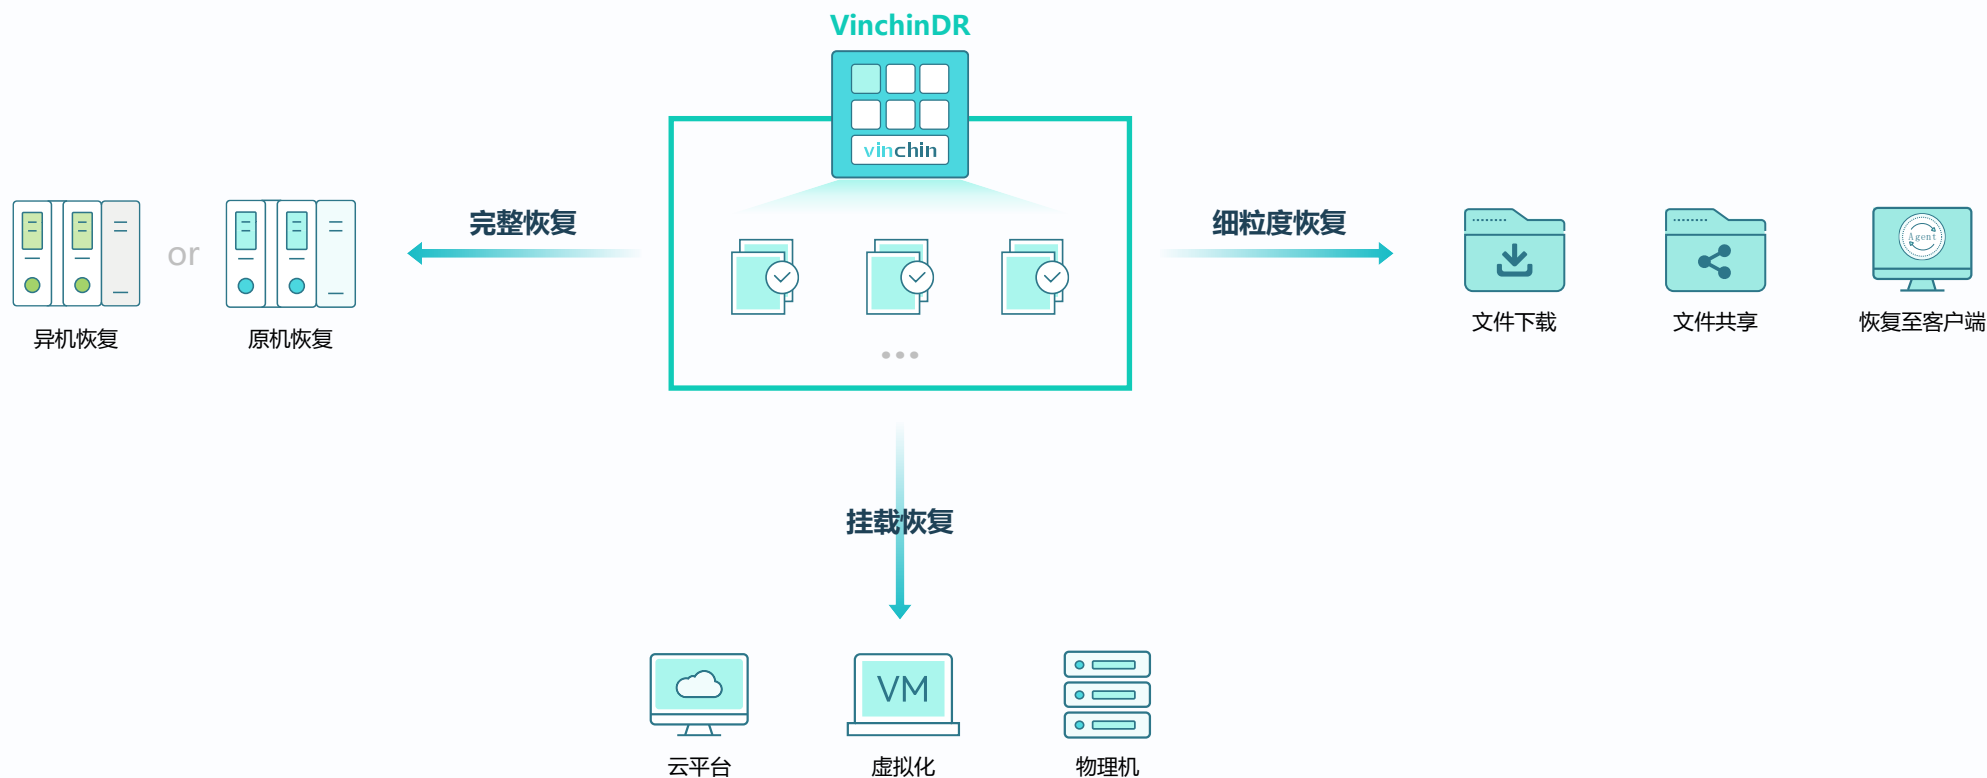 VinchinDR
vinchin
完整恢复
细粒度恢复
or
Agent
异机恢复
原机恢复
文件下载
文件共享
恢复至客户端
挂载恢复
VM
云平台
虚拟化
物理机